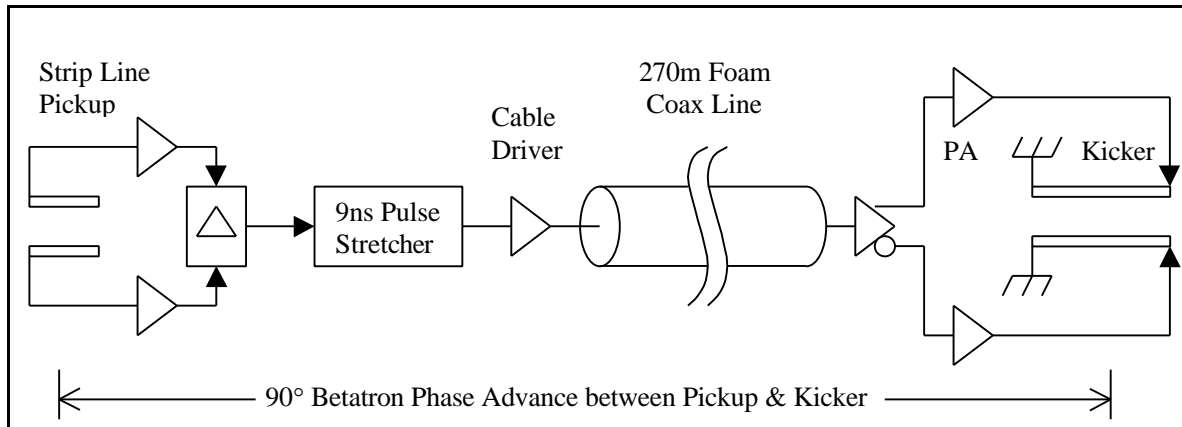 Strip Line
Pickup
Cable
Driver
270m Foam
Coax Line
PA
Kicker
9ns Pulse
Stretcher
90° Betatron Phase Advance between Pickup & Kicker